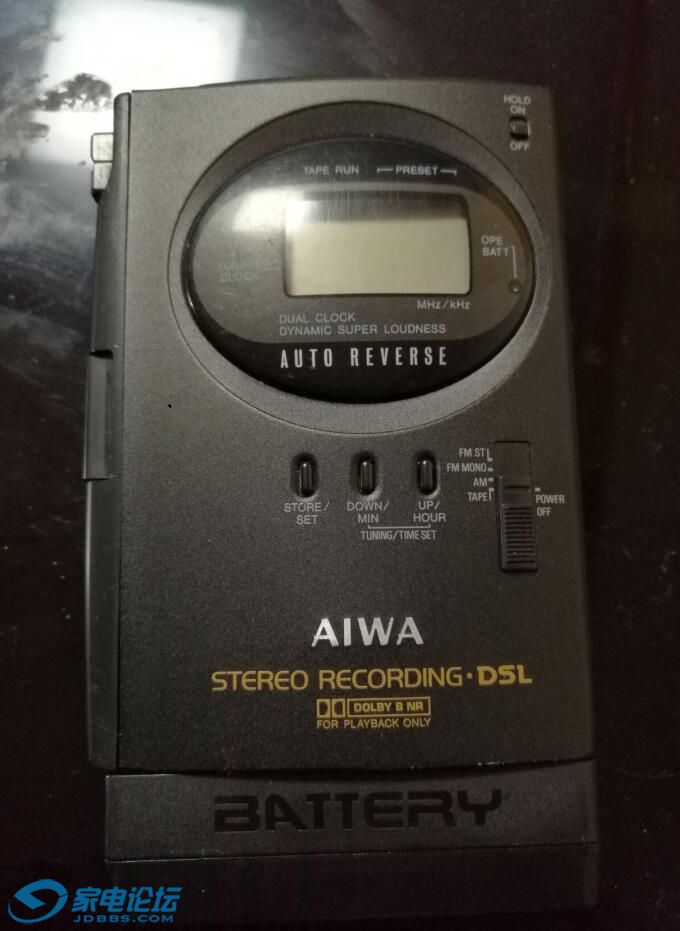 HOLD
ON
OFF
TAPE RUN
PRESET
OPE
BATT
TUNING
CLOCK
MHz/kHz
DUAL CLOCK
DYNAMIC SUPER LOUDNESS
AUTO REVERSE
FM ST
FM MONO
AM
TAPE
POWER
OFF
STORE/
SET
DOWN/
MIN
UP/
HOUR
TUNING/TIME SET
AIWA
STEREO RECORDING·DSL
DOLBY B NR
FOR PLAYBACK ONLY
BATTERY
家电论坛
JDBBS.COM